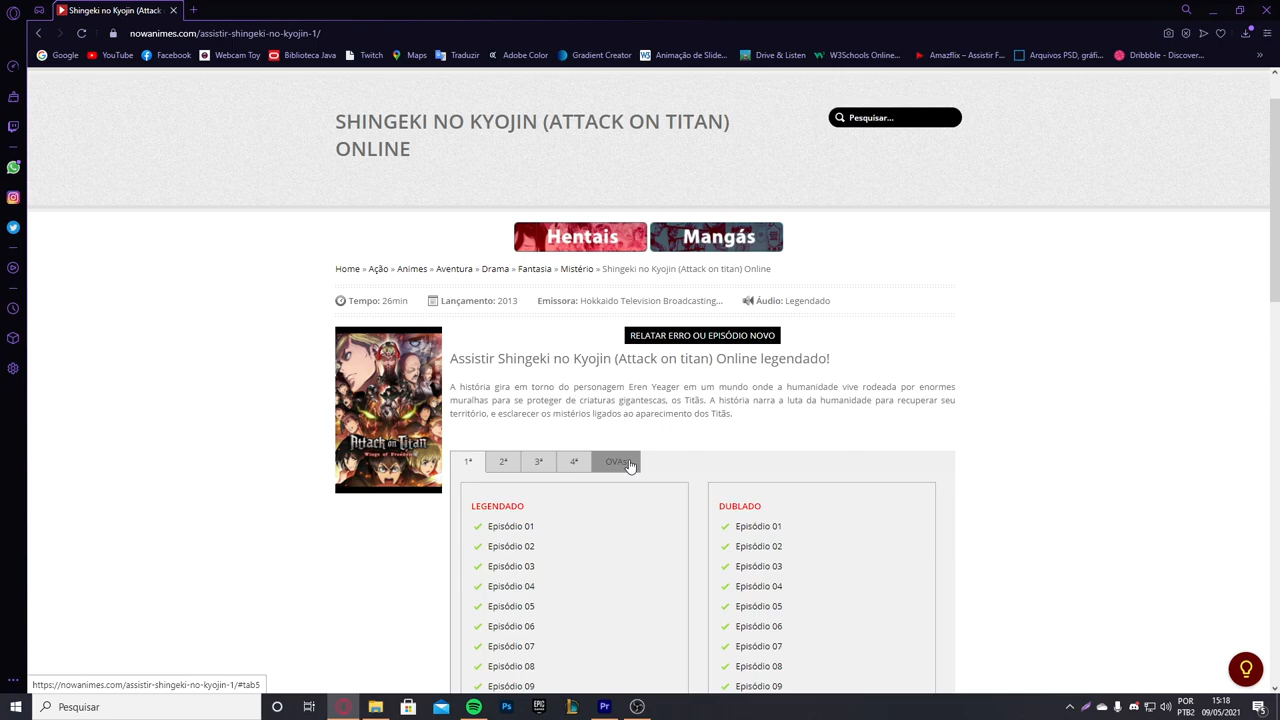 Shingeki no Kyojin (Attack
nowanimes.com/assistir-shingeki-no-kyojin-1/
Google YouTube Facebook Webcam Toy Biblioteca Java Twitch Maps Traduzir Adobe Color Gradient Creator Animação de Slide... Drive & Listen W3Schools Online... Amazflix – Assistir F... Arquivos PSD, gráfi... Dribbble - Discover... »
SHINGEKI NO KYOJIN (ATTACK ON TITAN)
ONLINE
Pesquisar...
Hentais Mangás
Home » Ação » Animes » Aventura » Drama » Fantasia » Mistério » Shingeki no Kyojin (Attack on titan) Online
Tempo: 26min Lançamento: 2013 Emissora: Hokkaido Television Broadcasting... Áudio: Legendado
RELATAR ERRO OU EPISÓDIO NOVO
Assistir Shingeki no Kyojin (Attack on titan) Online legendado!
A história gira em torno do personagem Eren Yeager em um mundo onde a humanidade vive rodeada por enormes
muralhas para se proteger de criaturas gigantescas, os Titãs. A história narra a luta da humanidade para recuperar seu
território, e esclarecer os mistérios ligados ao aparecimento dos Titãs.
Attack on Titan
Wings of Freedom
1ª 2ª 3ª 4ª OVAs
LEGENDADO
Episódio 01
Episódio 02
Episódio 03
Episódio 04
Episódio 05
Episódio 06
Episódio 07
Episódio 08
Episódio 09
DUBLADO
Episódio 01
Episódio 02
Episódio 03
Episódio 04
Episódio 05
Episódio 06
Episódio 07
Episódio 08
Episódio 09
https://nowanimes.com/assistir-shingeki-no-kyojin-1/#tab5
Pesquisar
Ps
EPIC
Pr
POR
PTB2
15:18
09/05/2021